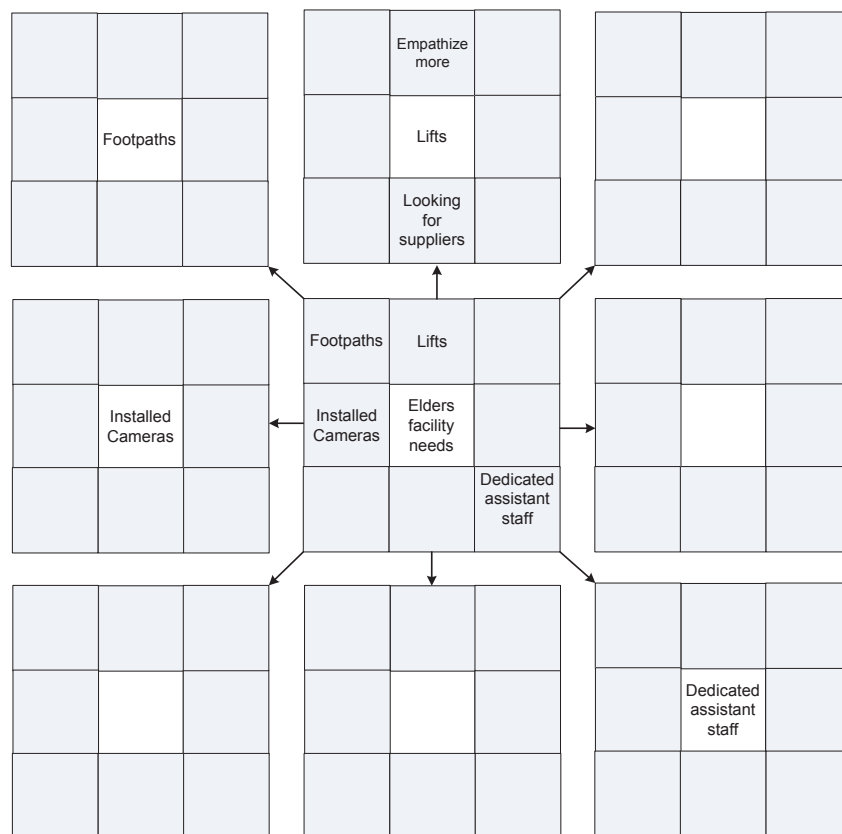 Empathize
more
Footpaths
Lifts
Looking
for
suppliers
Footpaths
Lifts
Installed
Cameras
Installed
Cameras
Elders
facility
needs
Dedicated
assistant
staff
Dedicated
assistant
staff